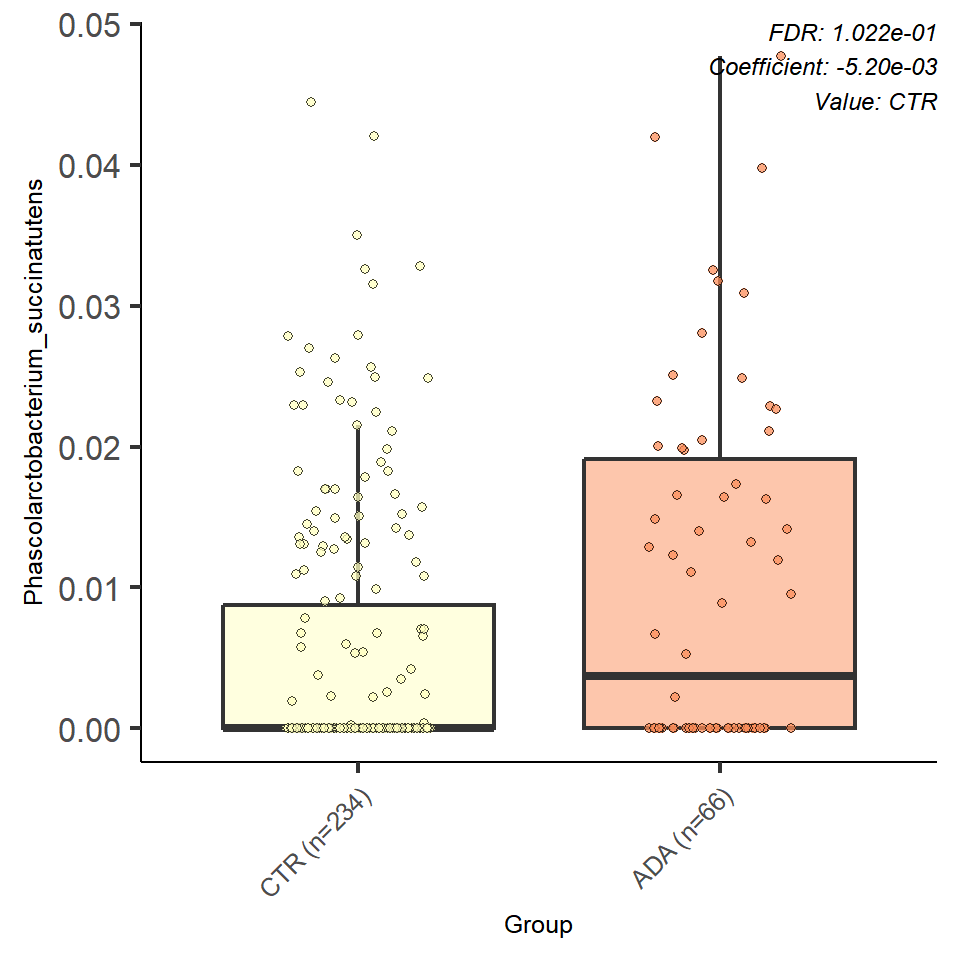 FDR: 1.022e-01
Coefficient: -5.20e-03
Value: CTR
0.05
0.04
0.03
0.02
0.01
0.00
Phascolarctobacterium_succinatutens
CTR (n=234)
ADA (n=66)
Group